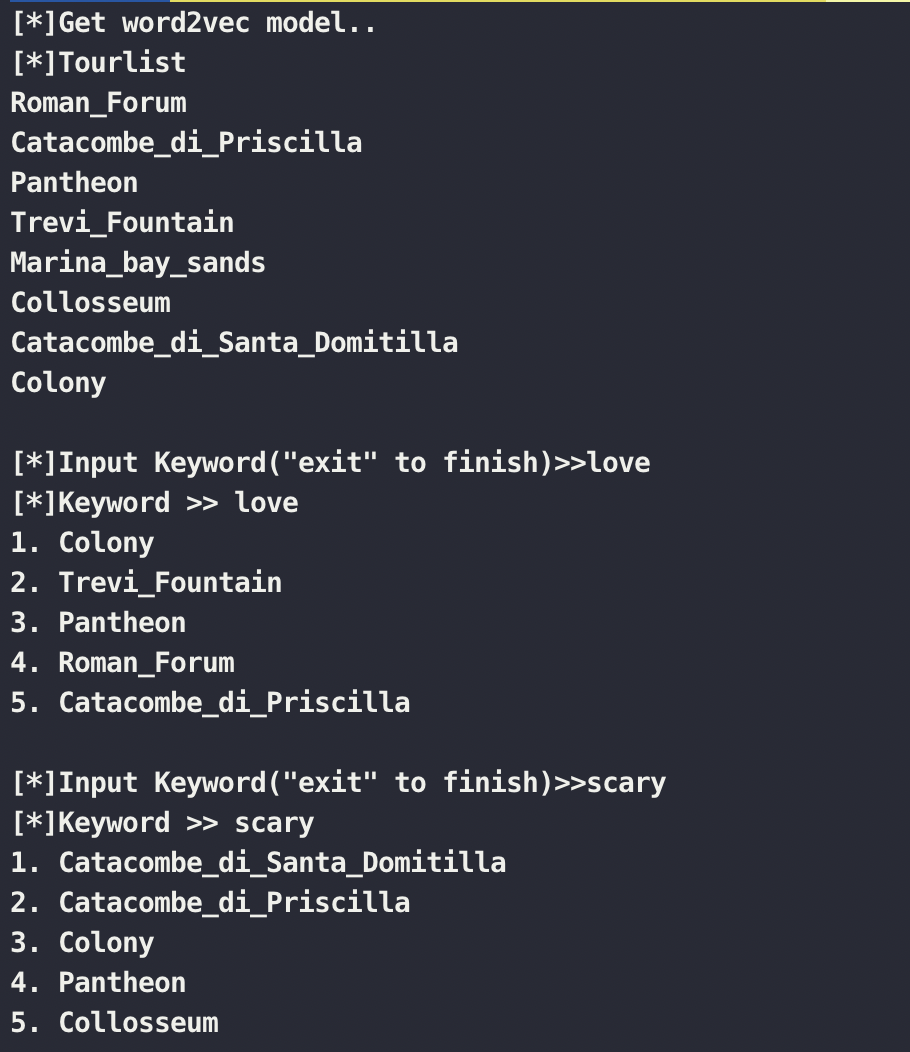 [*]Get word2vec model..
[*]Tourlist
Roman_Forum
Catacombe_di_Priscilla
Pantheon
Trevi_Fountain
Marina_bay_sands
Collosseum
Catacombe_di_Santa_Domitilla
Colony
[*]Input Keyword("exit" to finish)>>love
[*]Keyword >> love
1. Colony
2. Trevi_Fountain
3. Pantheon
4. Roman_Forum
5. Catacombe_di_Priscilla
[*]Input Keyword("exit" to finish)>>scary
[*]Keyword >> scary
1. Catacombe_di_Santa_Domitilla
2. Catacombe_di_Priscilla
3. Colony
4. Pantheon
5. Collosseum